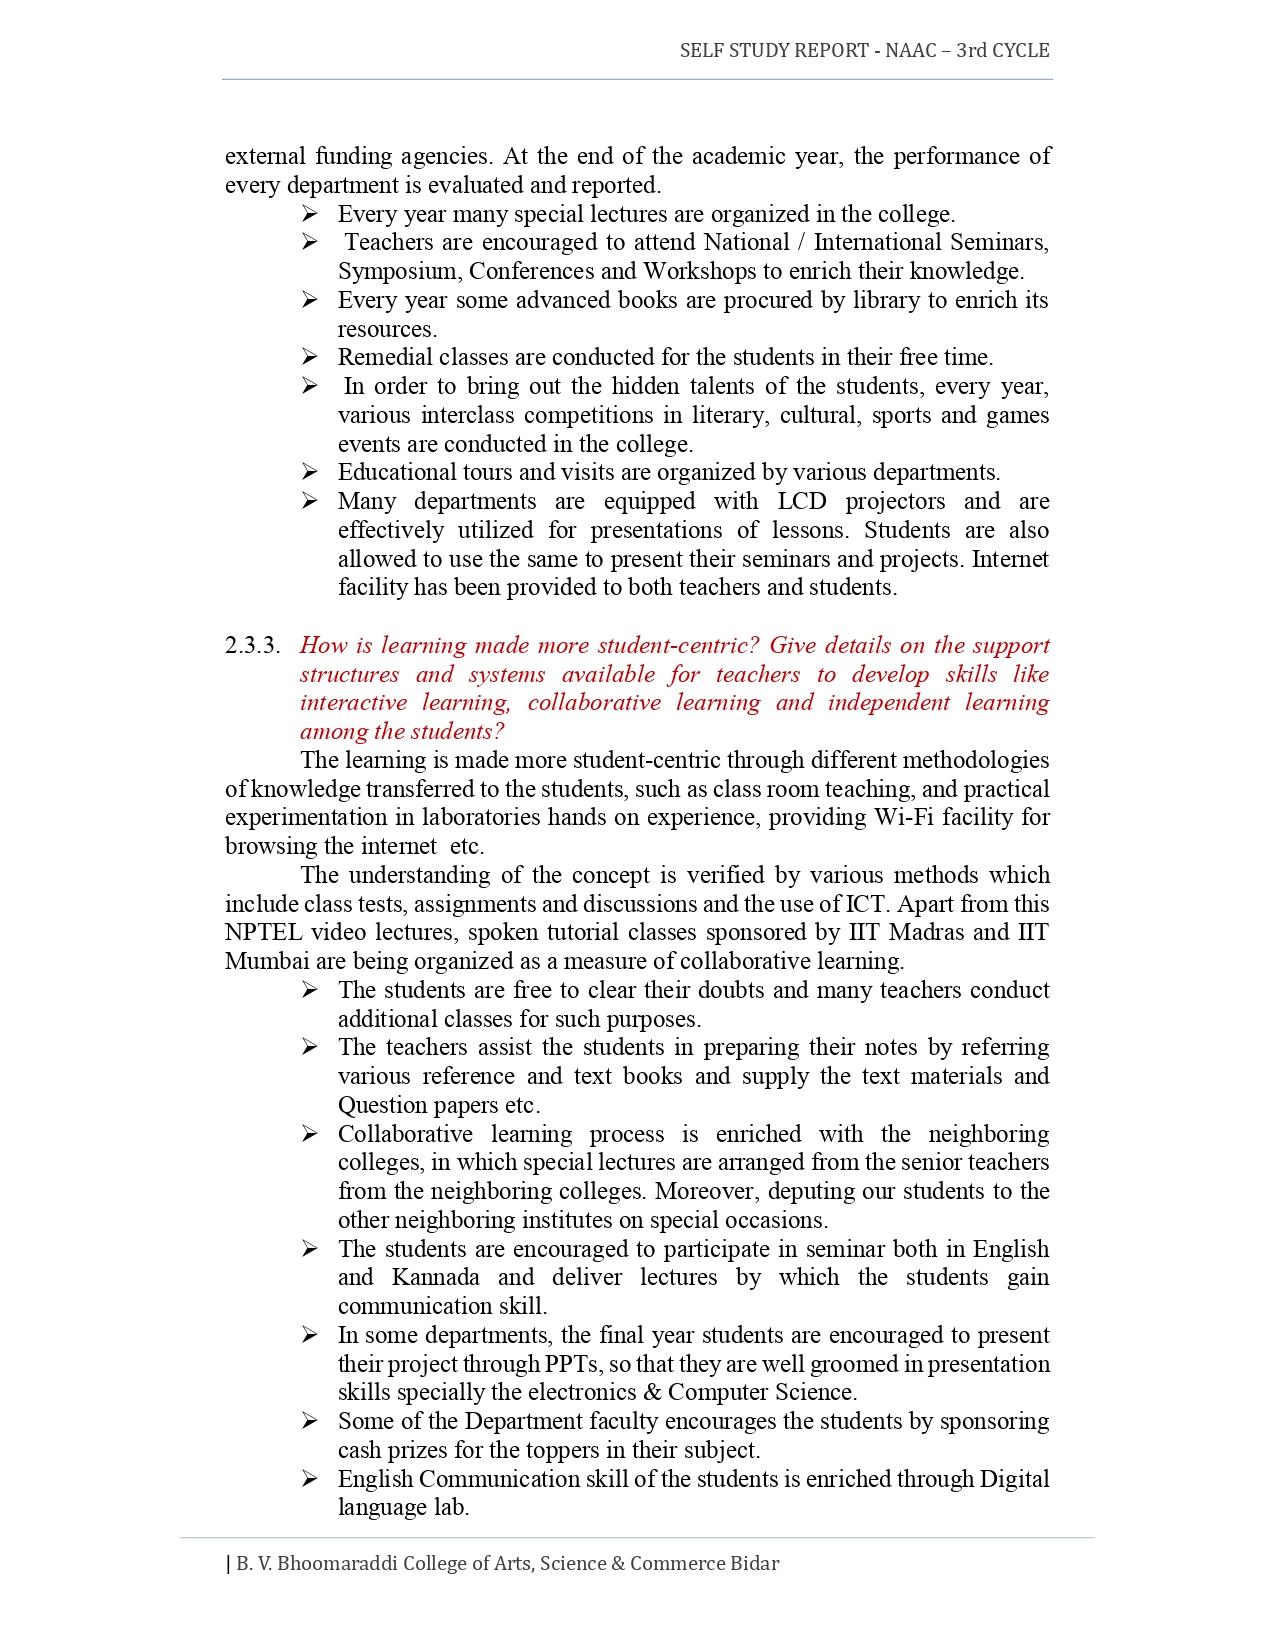 SELF STUDY REPORT - NAAC – 3rd CYCLE
external funding agencies. At the end of the academic year, the performance of
every department is evaluated and reported.
➢ Every year many special lectures are organized in the college.
➢ Teachers are encouraged to attend National / International Seminars,
Symposium, Conferences and Workshops to enrich their knowledge.
➢ Every year some advanced books are procured by library to enrich its
resources.
➢ Remedial classes are conducted for the students in their free time.
➢ In order to bring out the hidden talents of the students, every year,
various interclass competitions in literary, cultural, sports and games
events are conducted in the college.
➢ Educational tours and visits are organized by various departments.
➢ Many departments are equipped with LCD projectors and are
effectively utilized for presentations of lessons. Students are also
allowed to use the same to present their seminars and projects. Internet
facility has been provided to both teachers and students.
2.3.3. How is learning made more student-centric? Give details on the support
structures and systems available for teachers to develop skills like
interactive learning, collaborative learning and independent learning
among the students?
The learning is made more student-centric through different methodologies
of knowledge transferred to the students, such as class room teaching, and practical
experimentation in laboratories hands on experience, providing Wi-Fi facility for
browsing the internet etc.
The understanding of the concept is verified by various methods which
include class tests, assignments and discussions and the use of ICT. Apart from this
NPTEL video lectures, spoken tutorial classes sponsored by IIT Madras and IIT
Mumbai are being organized as a measure of collaborative learning.
➢ The students are free to clear their doubts and many teachers conduct
additional classes for such purposes.
➢ The teachers assist the students in preparing their notes by referring
various reference and text books and supply the text materials and
Question papers etc.
➢ Collaborative learning process is enriched with the neighboring
colleges, in which special lectures are arranged from the senior teachers
from the neighboring colleges. Moreover, deputing our students to the
other neighboring institutes on special occasions.
➢ The students are encouraged to participate in seminar both in English
and Kannada and deliver lectures by which the students gain
communication skill.
➢ In some departments, the final year students are encouraged to present
their project through PPTs, so that they are well groomed in presentation
skills specially the electronics & Computer Science.
➢ Some of the Department faculty encourages the students by sponsoring
cash prizes for the toppers in their subject.
➢ English Communication skill of the students is enriched through Digital
language lab.
| B. V. Bhoomaraddi College of Arts, Science & Commerce Bidar